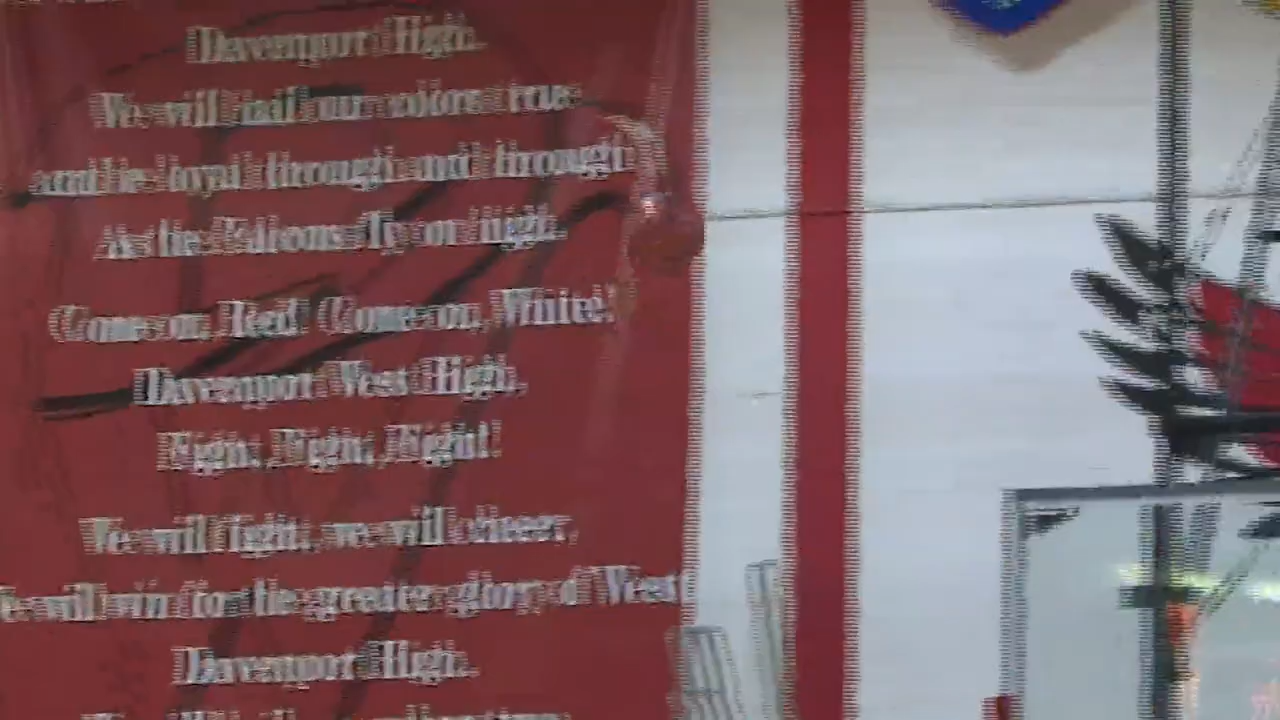 Davenport High.
We will hail our colors true
and be loyal through and through
As the Falcons fly on high.
Come on, Red! Come on, White!
Davenport West High,
Fight, Fight, Fight!
We will fight, we will cheer,
We will win for the greater glory of West
Davenport High.